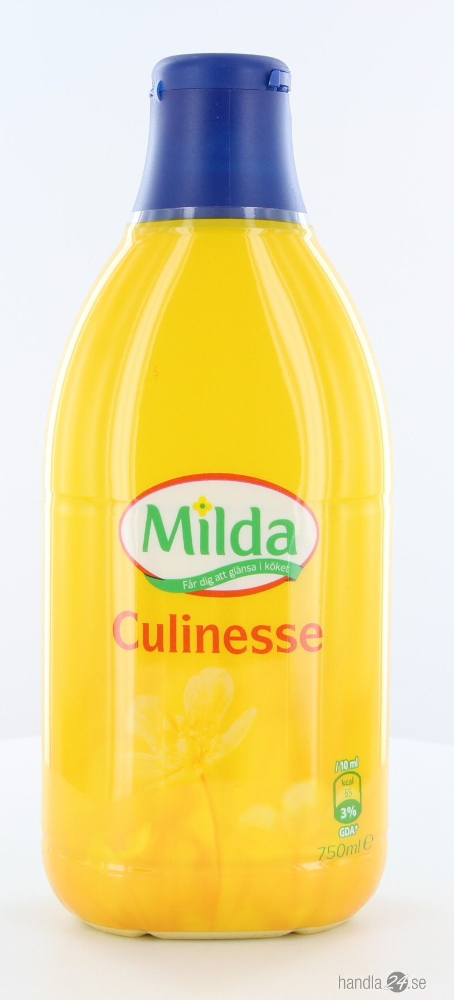 Milda
Får dig att glänsa i köket
Culinesse
/10 ml
kcal
65
3%
GDA*
750ml e
handla24.se